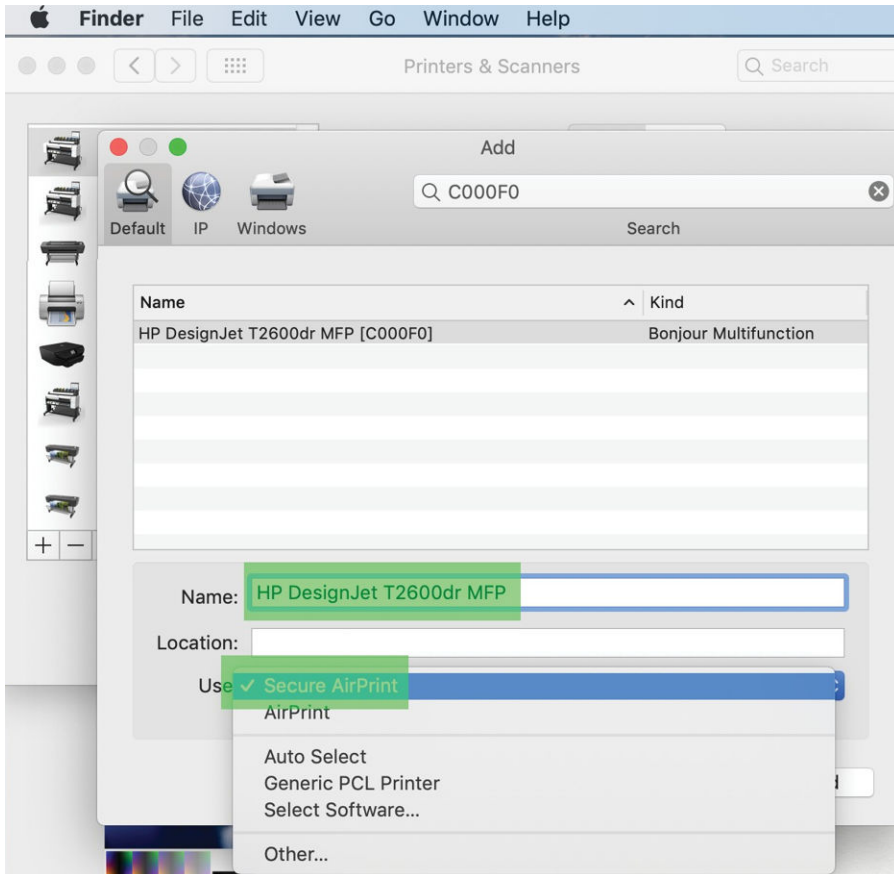 Finder File Edit View Go Window Help
Printers & Scanners Search
Add
C000F0
Default IP Windows Search
Name Kind
HP DesignJet T2600dr MFP [C000F0] Bonjour Multifunction
Name: HP DesignJet T2600dr MFP
Location:
Use ✓ Secure AirPrint
AirPrint
Auto Select
Generic PCL Printer
Select Software...
Other...